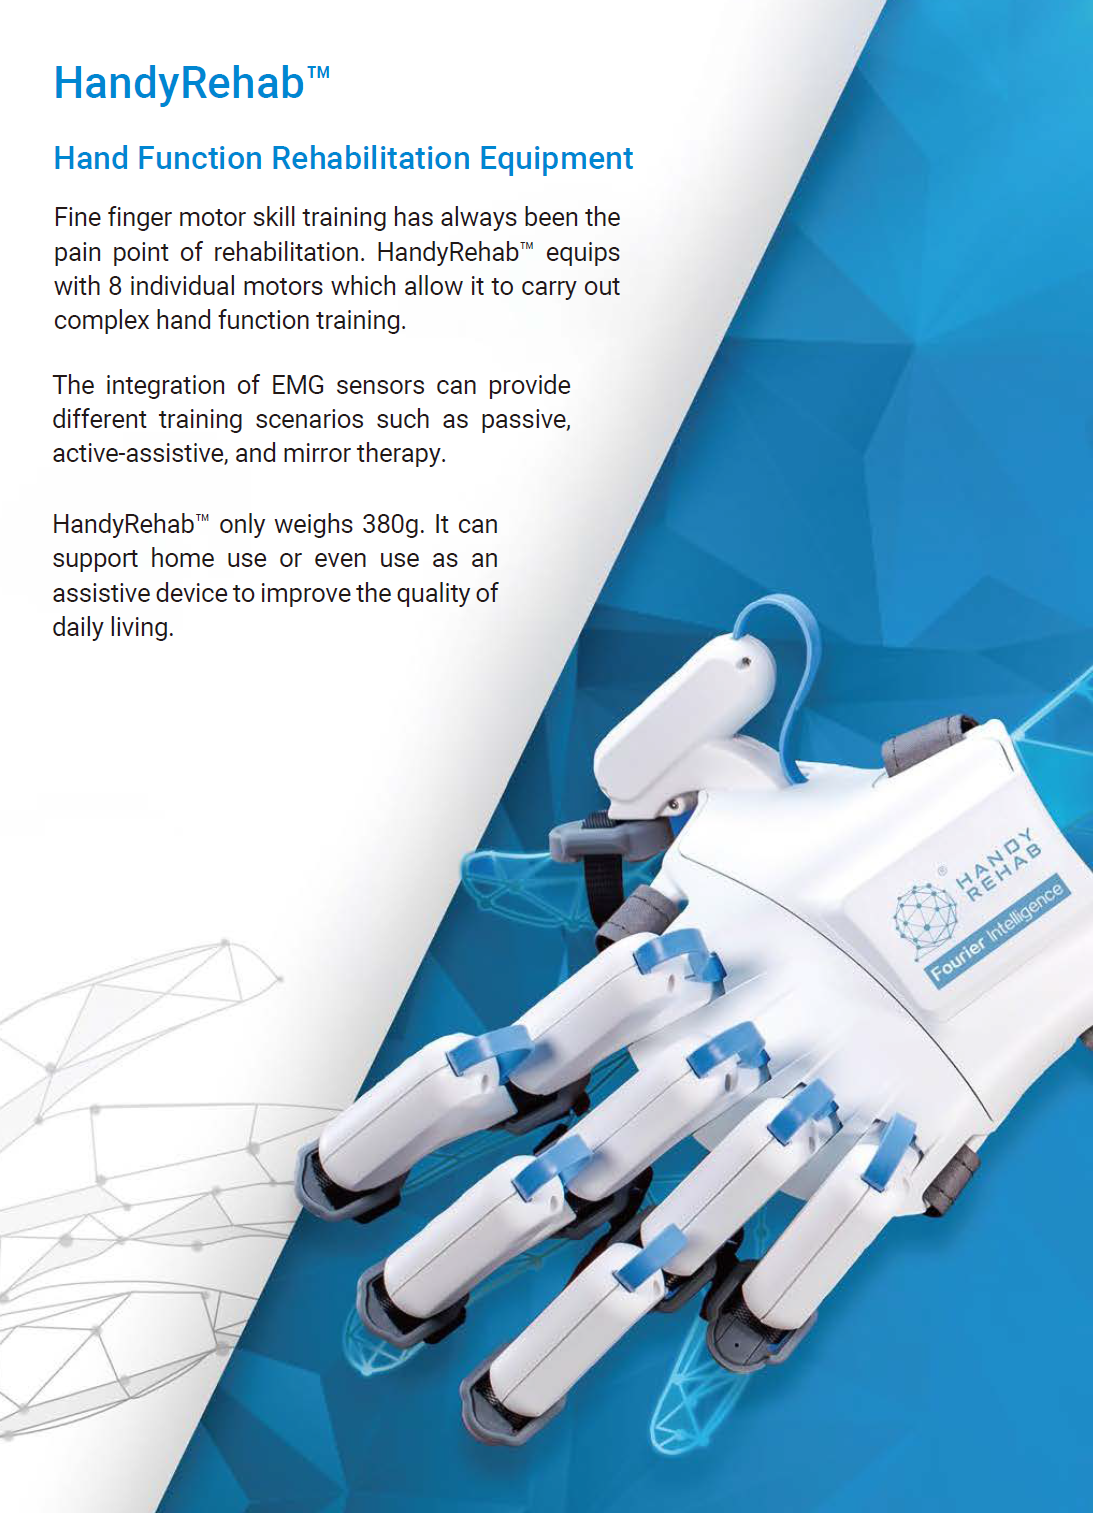 HandyRehab™
Hand Function Rehabilitation Equipment
Fine finger motor skill training has always been the
pain point of rehabilitation. HandyRehab™ equips
with 8 individual motors which allow it to carry out
complex hand function training.
The integration of EMG sensors can provide
different training scenarios such as passive,
active-assistive, and mirror therapy.
HandyRehab™ only weighs 380g. It can
support home use or even use as an
assistive device to improve the quality of
daily living.
® HANDY
REHAB
Fourier Intelligence